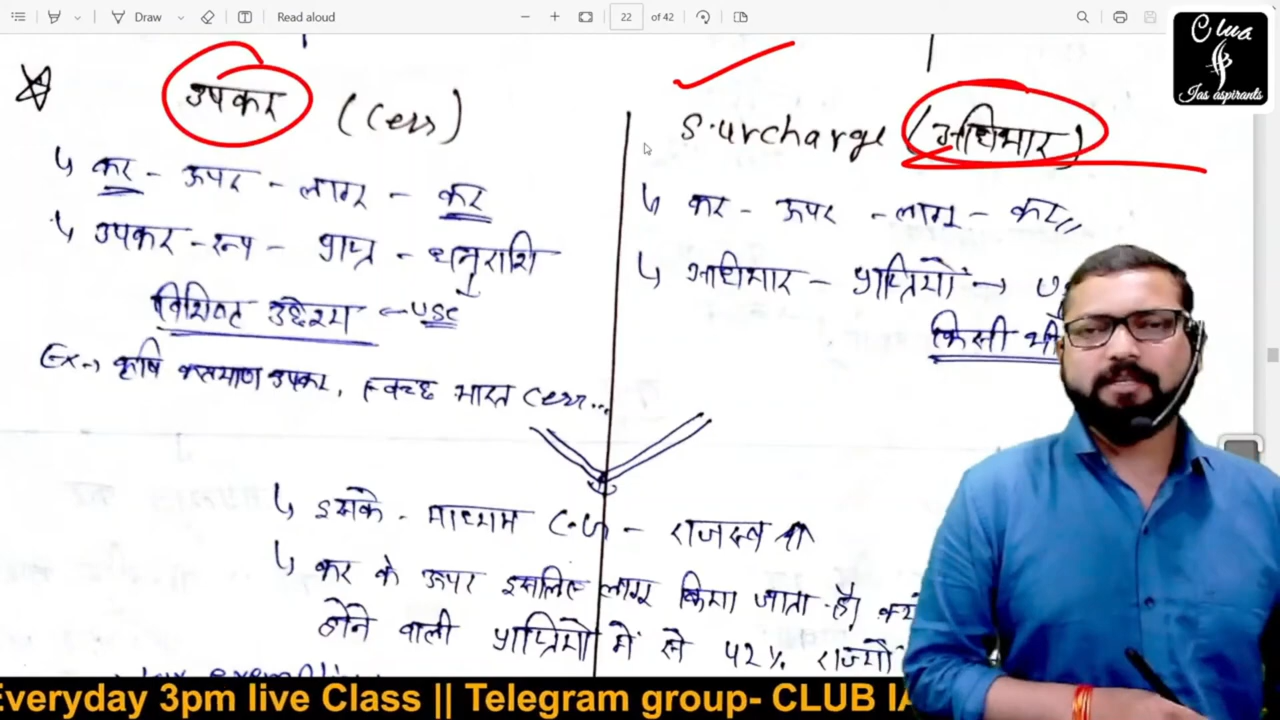 Draw
Read aloud
22 of 42
Clua
Ias aspirants
उपकर (Cess)
↳ कर - ऊपर - लागू - कर
↳ उपकर - रूप - प्राप्त - धनराशि
विशिष्ट उद्देश्य ← use
Ex→ कृषि कल्याण उपकर, स्वच्छ भारत Cess...
Surcharge (अधिभार)
↳ कर - ऊपर - लागू - कर
↳ अधिभार - प्राप्तियों →
किसी भी
↳ इसके - माध्यम C.G - राजस्व
↳ कर के ऊपर इसलिए लागू किया जाता है।
होने वाली प्राप्तियों में से 42% राज्यों
Everyday 3pm live Class || Telegram group- CLUB IA